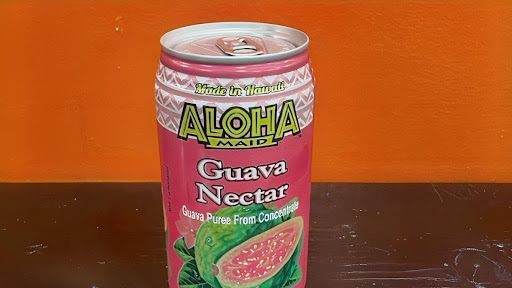 Made in Hawaii
ALOHA
MAID
Guava
Nectar
Guava Puree From Concentrate